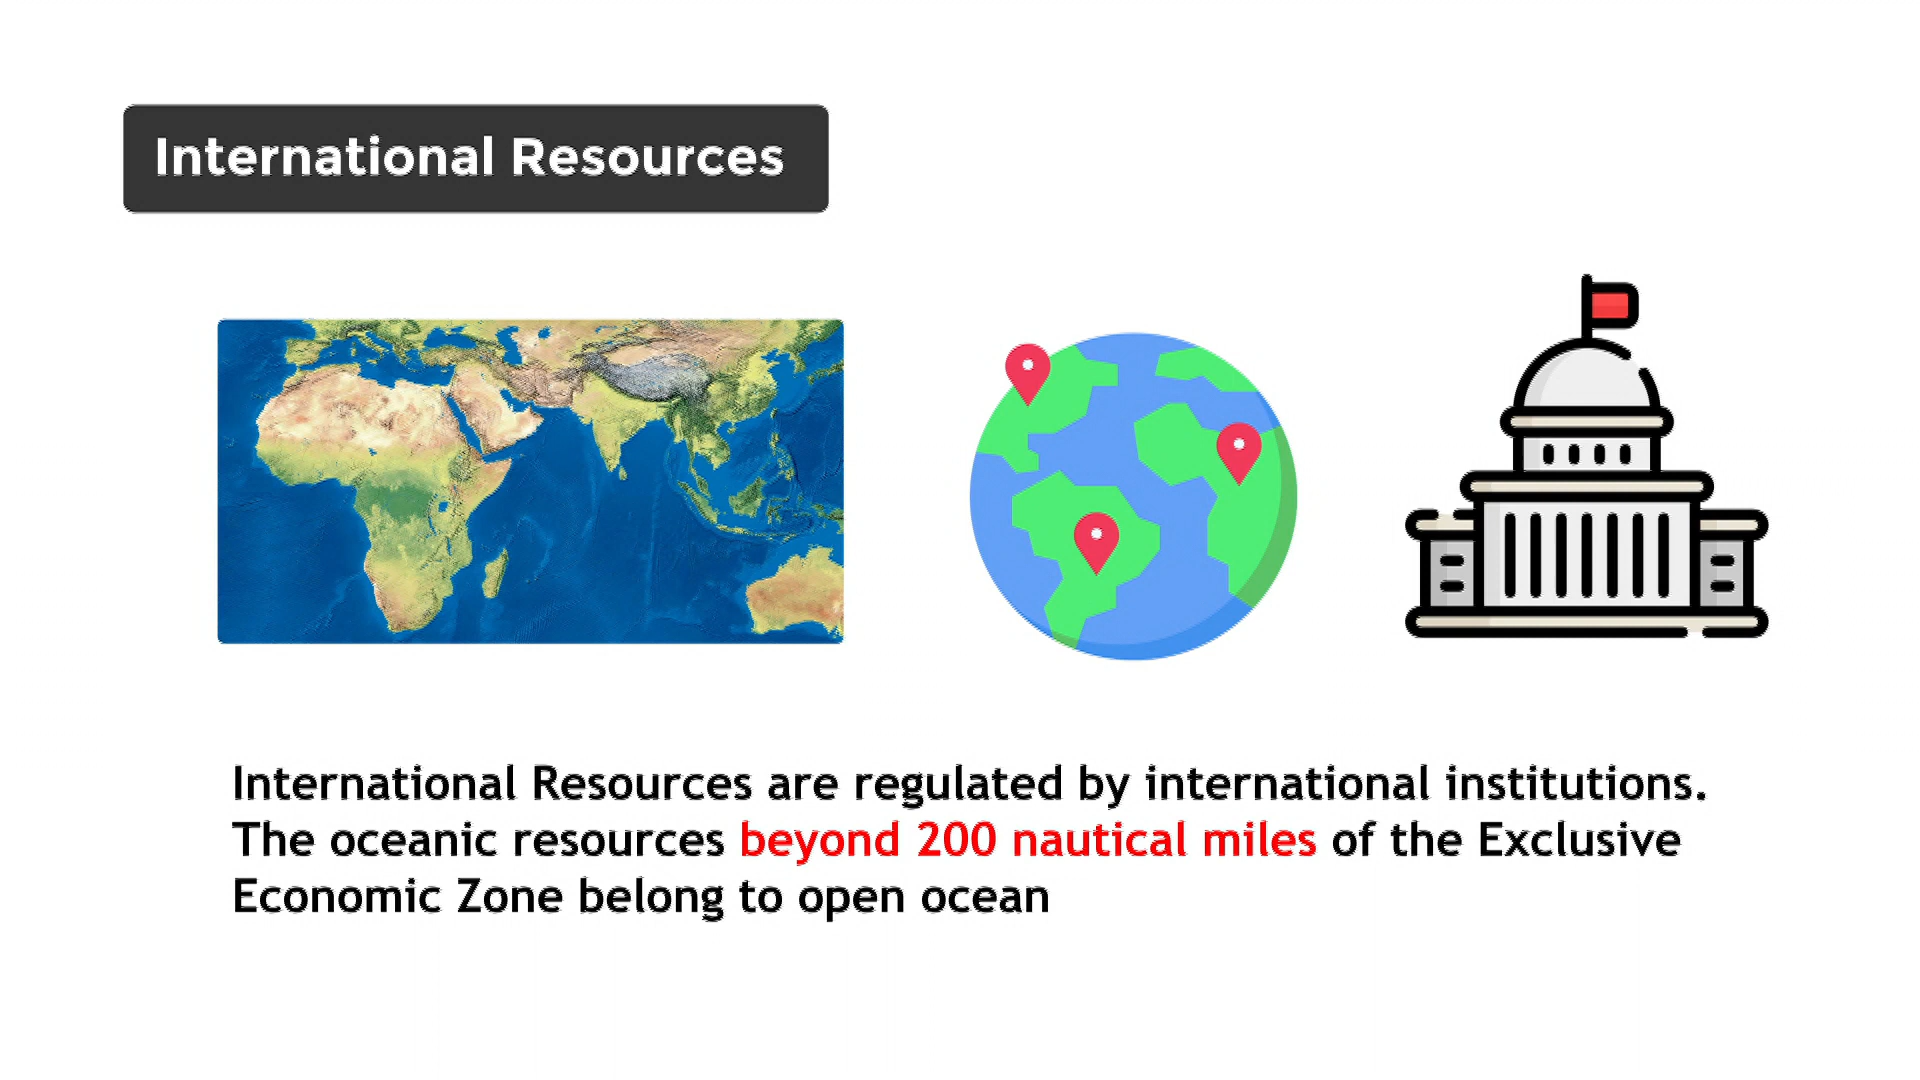 International Resources
International Resources are regulated by international institutions.
The oceanic resources beyond 200 nautical miles of the Exclusive
Economic Zone belong to open ocean